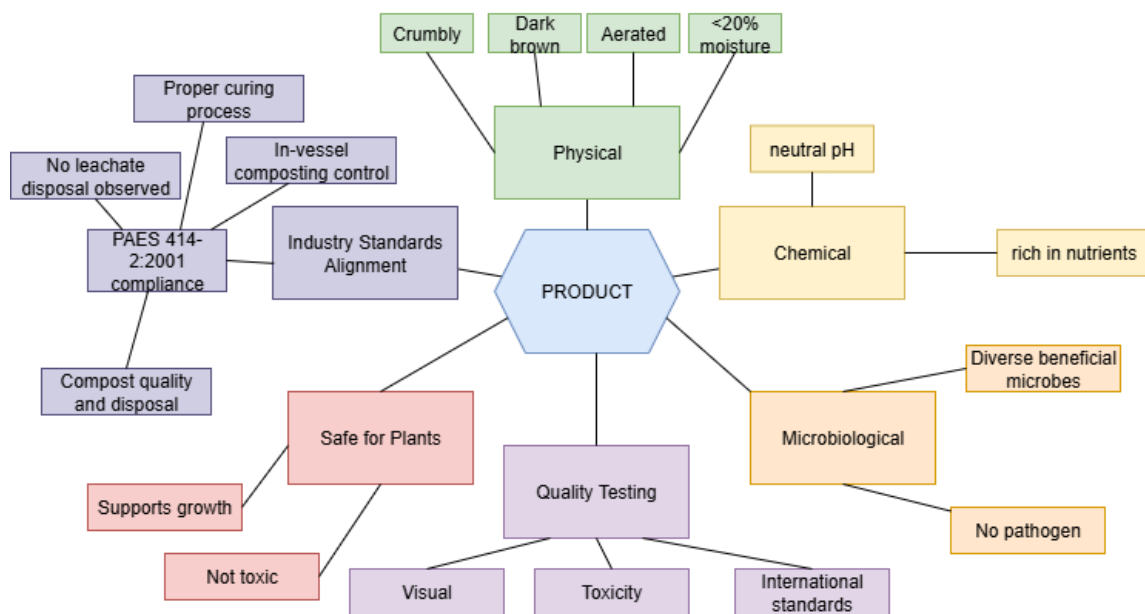 Crumbly
Dark
brown
Aerated
<20%
moisture
Proper curing
process
No leachate
disposal observed
In-vessel
composting control
PAES 414-
2:2001
compliance
Industry Standards
Alignment
Physical
neutral pH
Chemical
rich in nutrients
PRODUCT
Compost quality
and disposal
Safe for Plants
Supports growth
Not toxic
Quality Testing
Visual
Toxicity
International
standards
Microbiological
Diverse beneficial
microbes
No pathogen